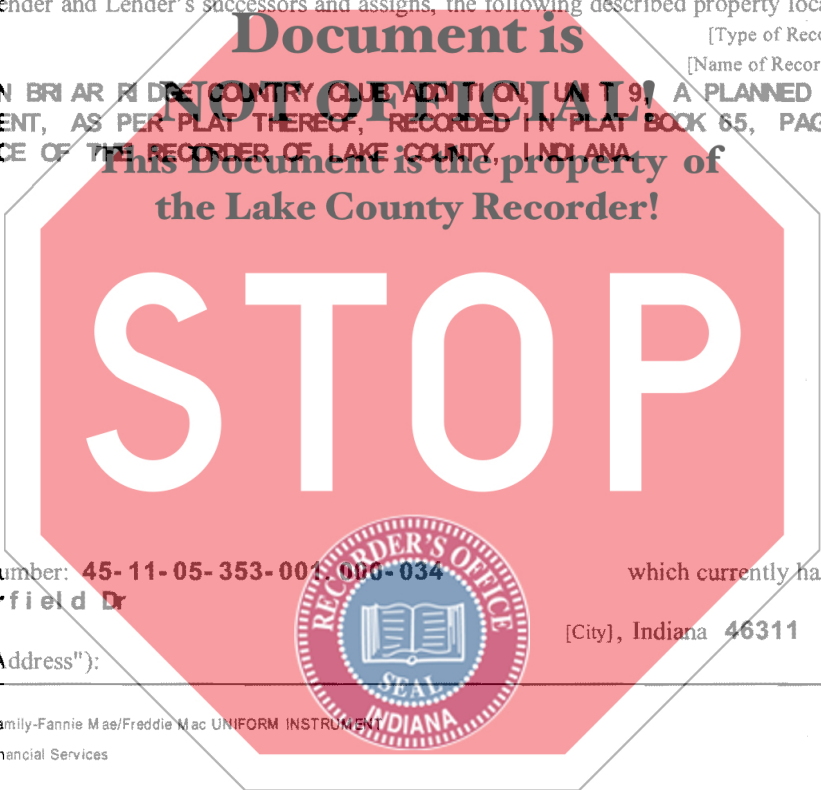 ender and Lender's successors and assigns, the following described property loca
Document is
[Type of Reco
[Name of Recor
N BRIAR RIDGE COUNTRY CLUB ADDITION, UNIT 9, A PLANNED
NOT OFFICIAL!
ENT, AS PER PLAT THEREOF, RECORDED IN PLAT BOOK 65, PAG
CE OF THE RECORDER OF LAKE COUNTY, INDIANA.
This Document is the property of
the Lake County Recorder!
STOP
umber: 45-11-05-353-001.000-034 which currently ha
rfield Dr
[City], Indiana 46311
Address"):
amily-Fannie Mae/Freddie Mac UNIFORM INSTRUMENT
nancial Services
RECORDER'S OFFICE
SEAL
INDIANA